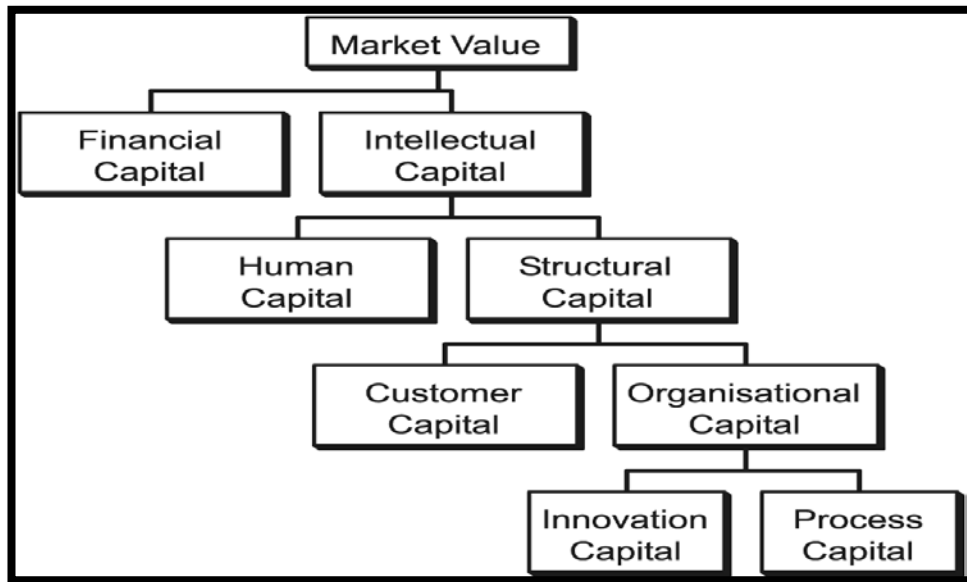 Market Value
Financial
Capital
Intellectual
Capital
Human
Capital
Structural
Capital
Customer
Capital
Organisational
Capital
Innovation
Capital
Process
Capital